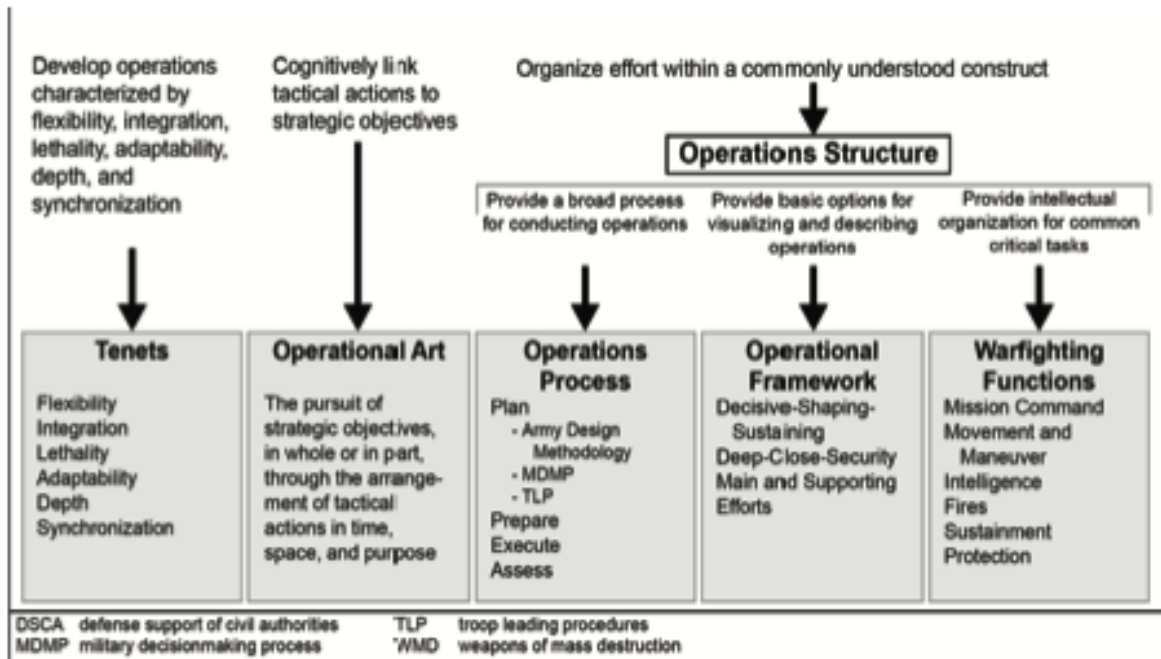 Develop operations
characterized by
flexibility, integration,
lethality, adaptability,
depth, and
synchronization
Cognitively link
tactical actions to
strategic objectives
Organize effort within a commonly understood construct
Operations Structure
Provide a broad process
for conducting operations
Provide basic options for
visualizing and describing
operations
Provide intellectual
organization for common
critical tasks
Tenets
Flexibility
Integration
Lethality
Adaptability
Depth
Synchronization
Operational Art
The pursuit of
strategic objectives,
in whole or in part,
through the arrange-
ment of tactical
actions in time,
space, and purpose
Operations
Process
Plan
- Army Design
Methodology
- MDMP
- TLP
Prepare
Execute
Assess
Operational
Framework
Decisive-Shaping-
Sustaining
Deep-Close-Security
Main and Supporting
Efforts
Warfighting
Functions
Mission Command
Movement and
Maneuver
Intelligence
Fires
Sustainment
Protection
DSCA defense support of civil authorities
MDMP military decisionmaking process
TLP troop leading procedures
WMD weapons of mass destruction